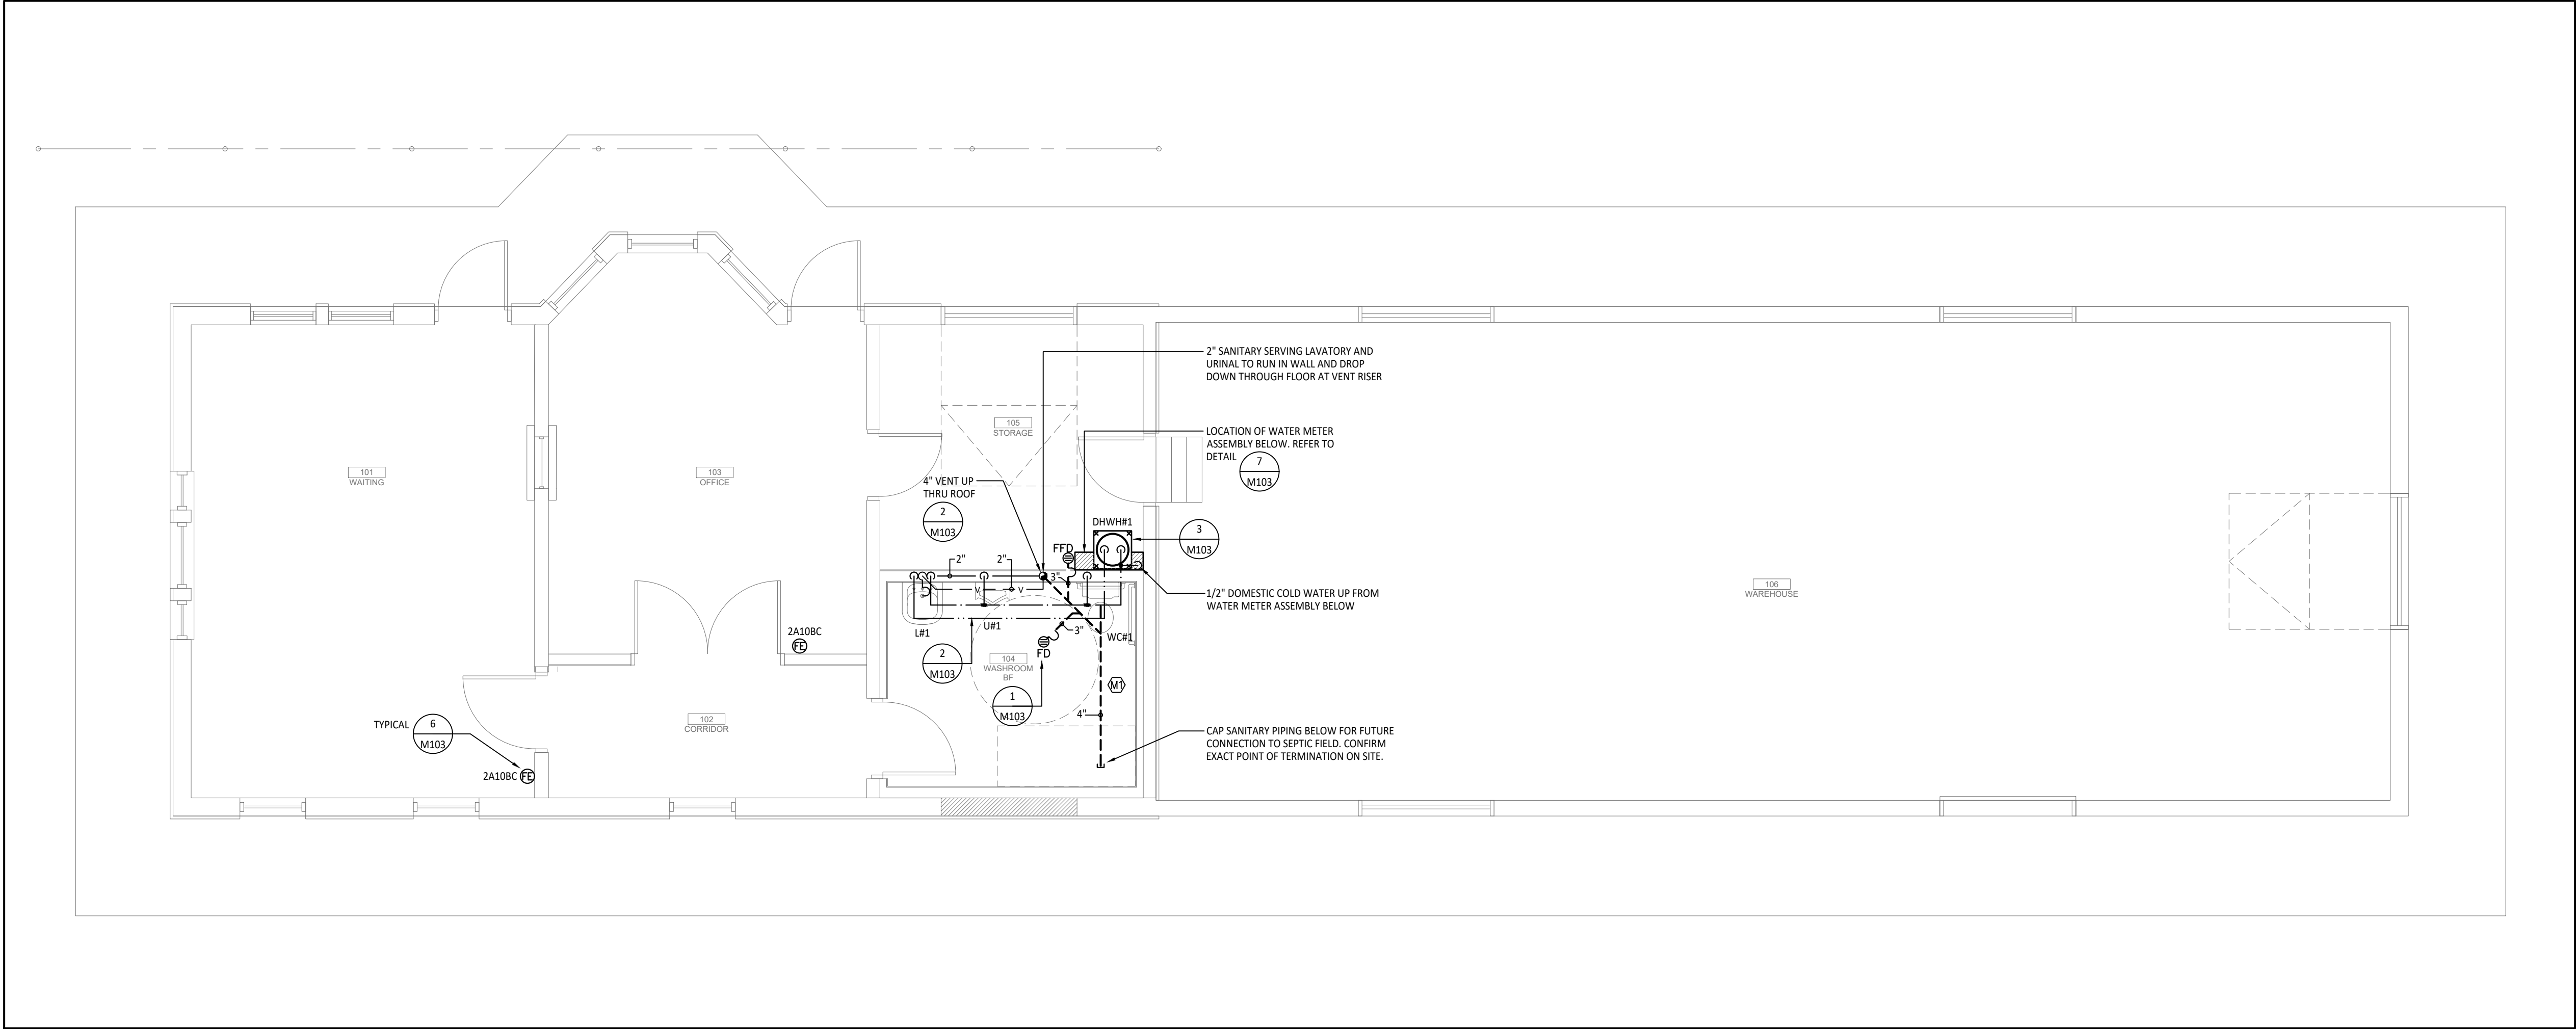 2" SANITARY SERVING LAVATORY AND
URINAL TO RUN IN WALL AND DROP
DOWN THROUGH FLOOR AT VENT RISER
105
STORAGE
LOCATION OF WATER METER
ASSEMBLY BELOW. REFER TO
DETAIL
7
M103
101
WAITING
103
OFFICE
4" VENT UP
THRU ROOF
2
M103
DHWH#1
3
M103
FFD
2"
2"
3"
V
V
106
WAREHOUSE
1/2" DOMESTIC COLD WATER UP FROM
WATER METER ASSEMBLY BELOW
L#1
U#1
3"
WC#1
2A10BC
FE
FD
2
M103
104
WASHROOM
BF
M1
1
M103
4"
102
CORRIDOR
TYPICAL
6
M103
2A10BC
FE
CAP SANITARY PIPING BELOW FOR FUTURE
CONNECTION TO SEPTIC FIELD. CONFIRM
EXACT POINT OF TERMINATION ON SITE.